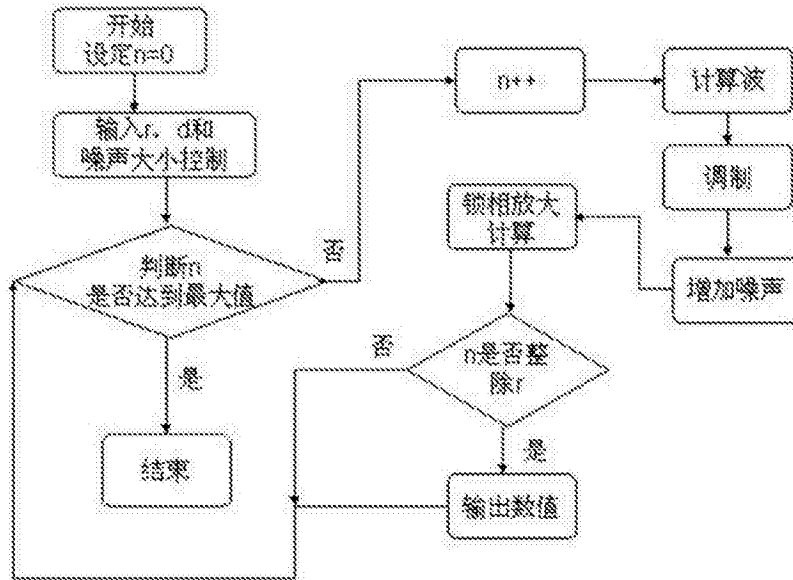 开始
设定n=0
输入r, d和
噪声大小控制
判断n
是否达到最大值
是
结束
否
n++
计算波
调制
增加噪声
锁相放大
计算
n是否整
除r
否
是
输出数值